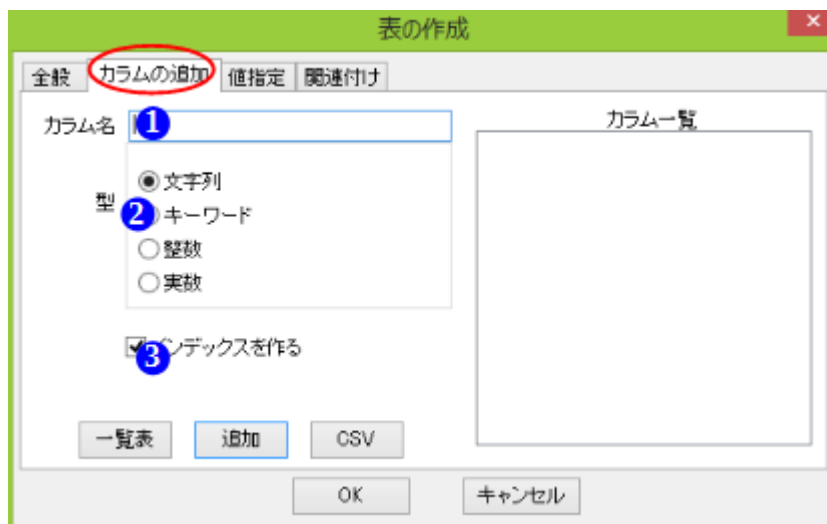 表の作成
全般 カラムの追加 値指定 関連付け
カラム名 1 カラム一覧
文字列
型 2 キーワード
整数
実数
3 ンデックスを作る
一覧表 追加 CSV
OK キャンセル